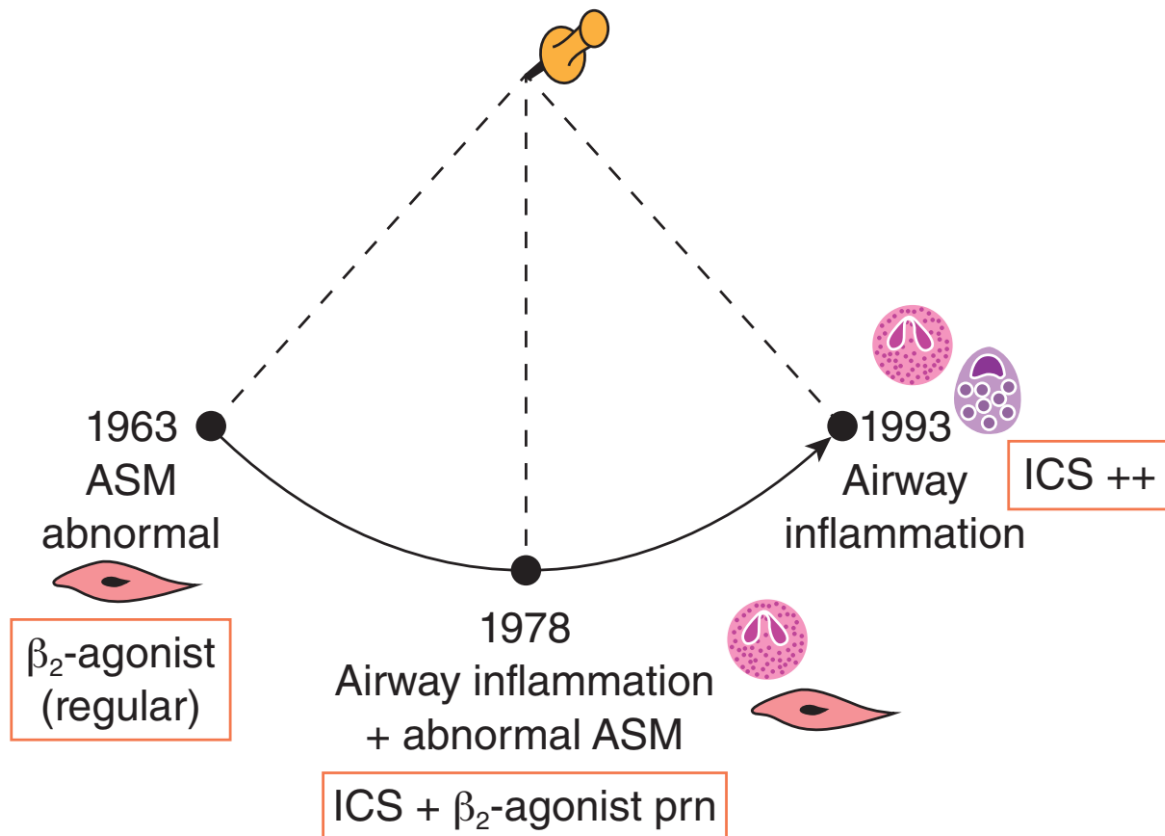 1963
ASM
abnormal
β₂-agonist
(regular)
1978
Airway inflammation
+ abnormal ASM
ICS + β₂-agonist prn
1993
Airway
inflammation
ICS ++